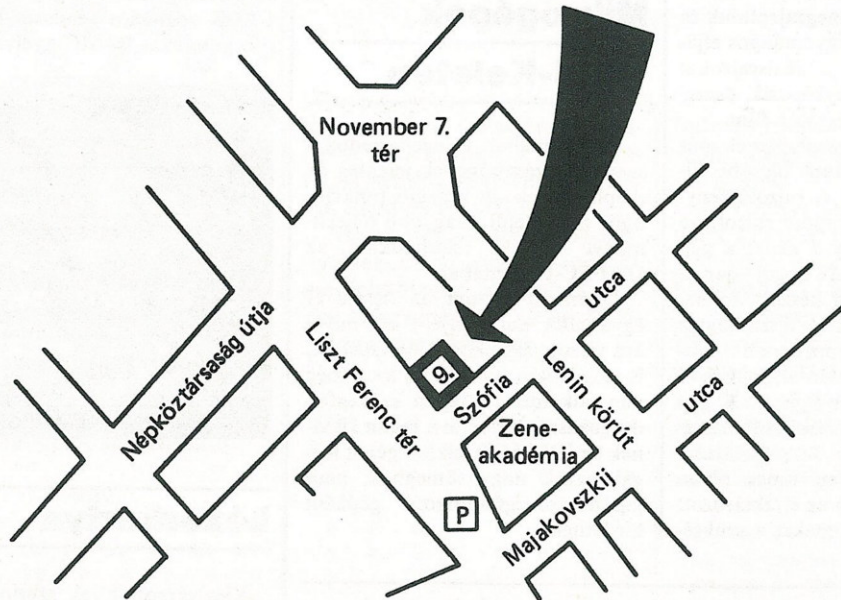 November 7.
tér
Népköztársaság útja
Liszt Ferenc tér
9.
Szófia
utca
Lenin körút
Zene-
akadémia
utca
Majakovszkij
P